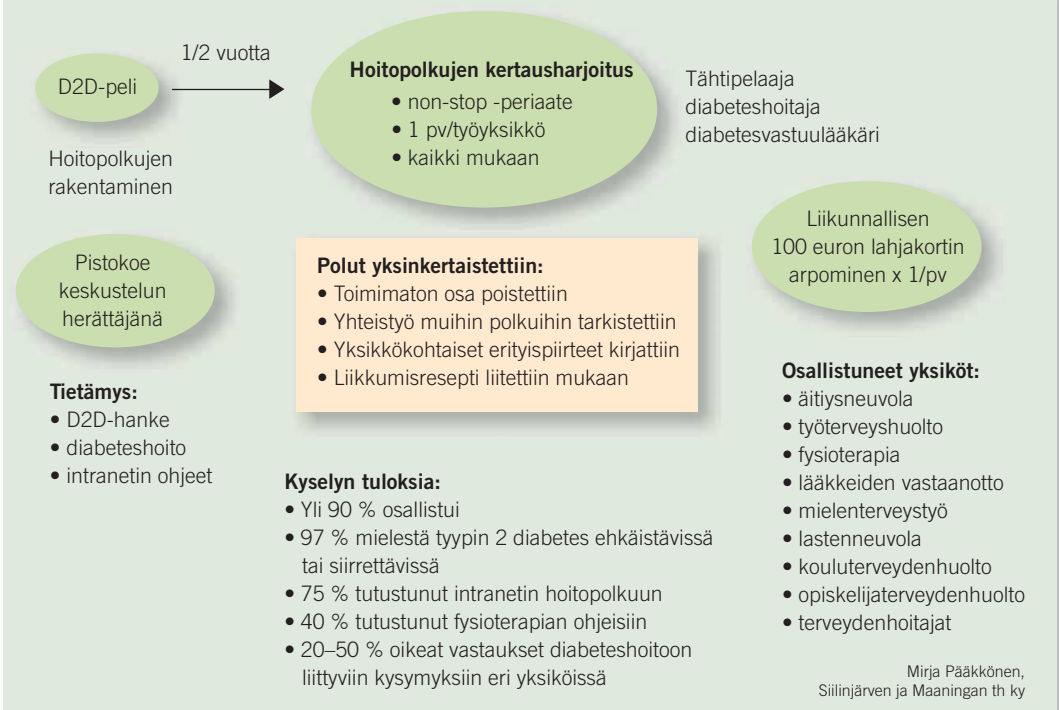 D2D-peli
1/2 vuotta
Hoitopolkujen
rakentaminen
Hoitopolkujen kertausharjoitus
• non-stop -periaate
• 1 pv/työyksikkö
• kaikki mukaan
Tähtipelaaja
diabeteshoitaja
diabetesvastuulääkäri
Pistokoe
keskustelun
herättäjänä
Polut yksinkertaistettiin:
• Toimimaton osa poistettiin
• Yhteistyö muihin polkuihin tarkistettiin
• Yksikkökohtaiset erityispiirteet kirjattiin
• Liikkumisresepti liitettiin mukaan
Liikunnallisen
100 euron lahjakortin
arpominen x 1/pv
Tietämys:
• D2D-hanke
• diabeteshoito
• intranetin ohjeet
Kyselyn tuloksia:
• Yli 90 % osallistui
• 97 % mielestä tyypin 2 diabetes ehkäistävissä
tai siirrettävissä
• 75 % tutustunut intranetin hoitopolkuun
• 40 % tutustunut fysioterapian ohjeisiin
• 20–50 % oikeat vastaukset diabeteshoitoon
liittyviin kysymyksiin eri yksiköissä
Osallistuneet yksiköt:
• äitiysneuvola
• työterveyshuolto
• fysioterapia
• lääkkeiden vastaanotto
• mielenterveystyö
• lastenneuvola
• kouluterveydenhuolto
• opiskelijaterveydenhuolto
• terveydenhoitajat
Mirja Pääkkönen,
Siilinjärven ja Maaningan th ky